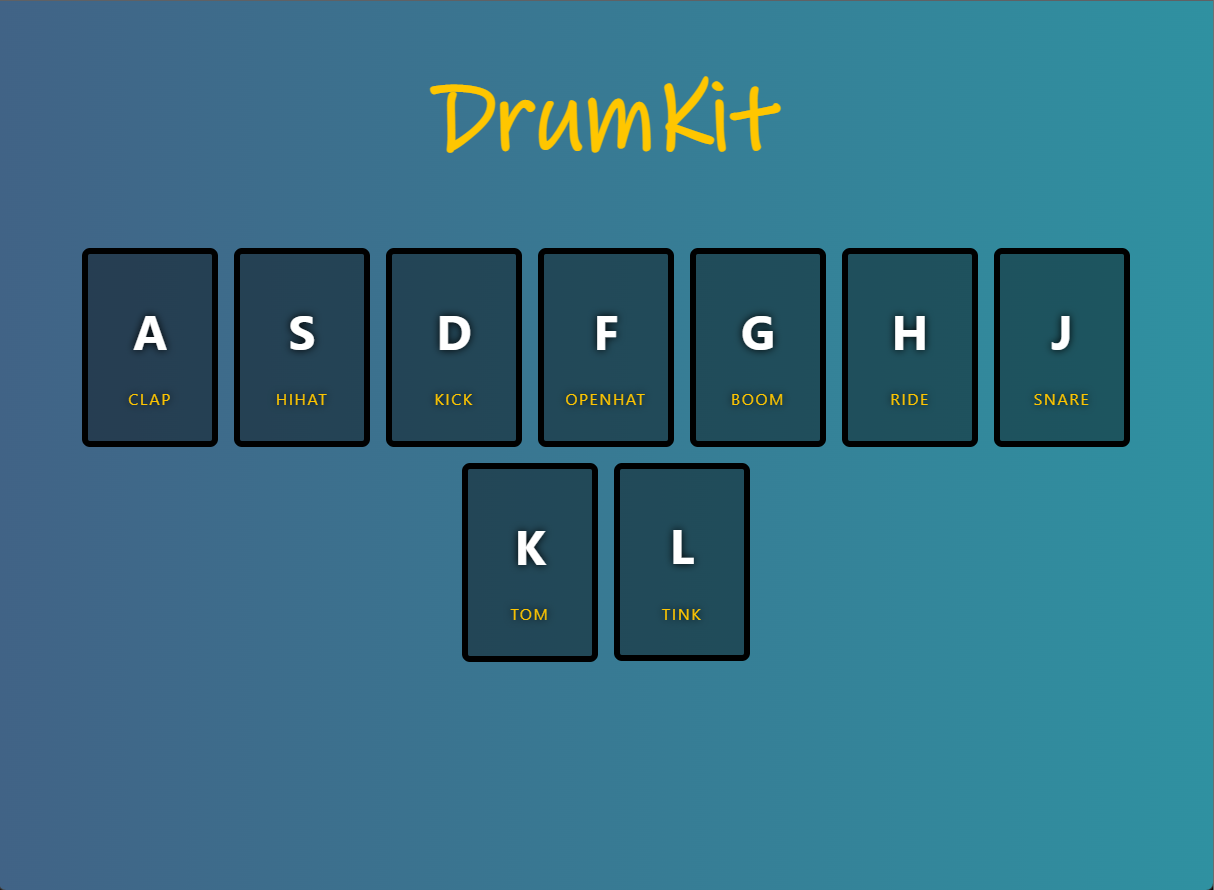 DrumKit
A S D F G H J
CLAP HIHAT KICK OPENHAT BOOM RIDE SNARE
K L
TOM TINK